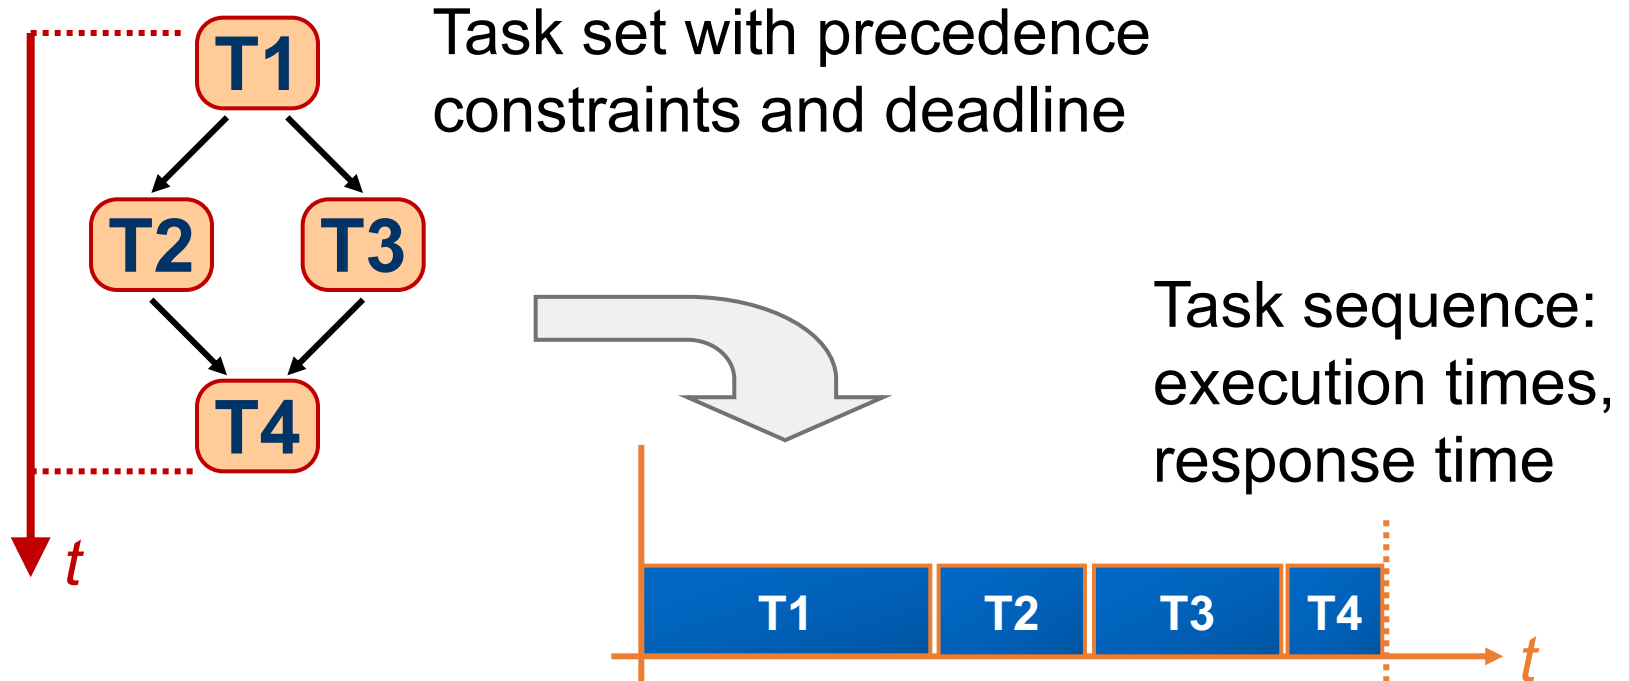 Task set with precedence
constraints and deadline
T1
T2 T3
T4
t
Task sequence:
execution times,
response time
T1 T2 T3 T4
t